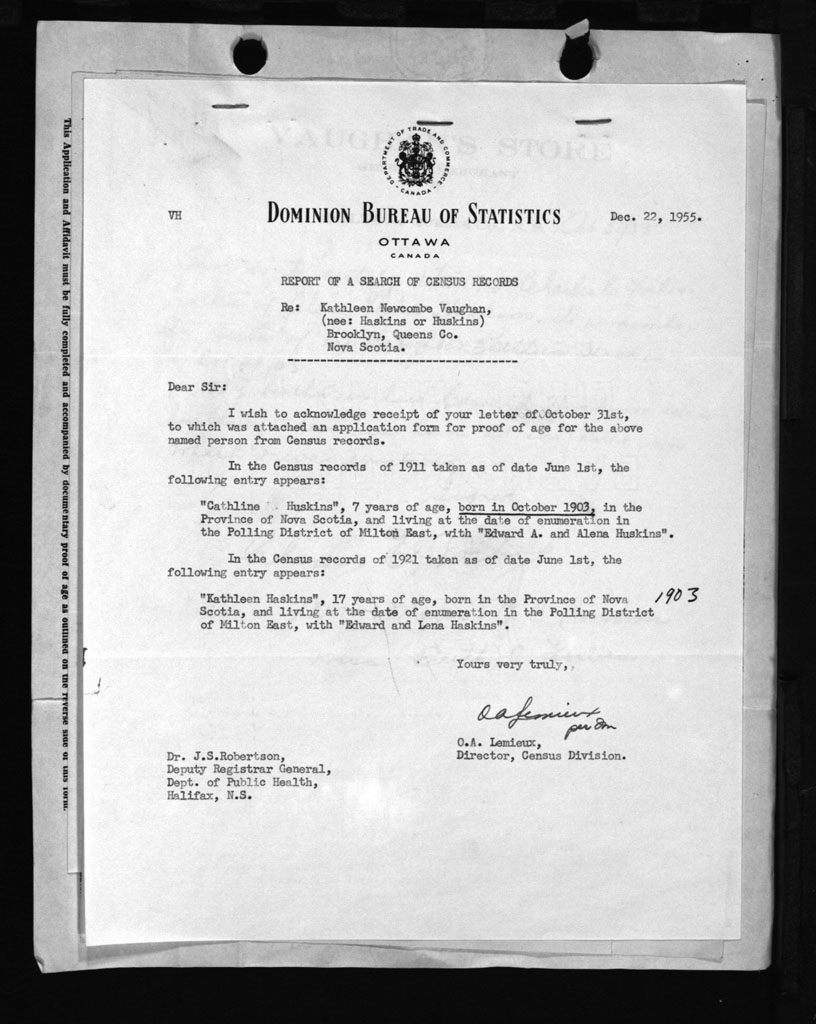 This Application and Affidavit must be fully completed and accompanied by documentary proof of age as outlined on the reverse side of this form.
VAUGHAN'S STORE
DEPARTMENT OF TRADE AND COMMERCE
CANADA
VH
DOMINION BUREAU OF STATISTICS
Dec. 22, 1955.
OTTAWA
CANADA
REPORT OF A SEARCH OF CENSUS RECORDS
Re: Kathleen Newcombe Vaughan,
(nee: Haskins or Huskins)
Brooklyn, Queens Co.
Nova Scotia.
Dear Sir:
I wish to acknowledge receipt of your letter of October 31st,
to which was attached an application form for proof of age for the above
named person from Census records.
In the Census records of 1911 taken as of date June 1st, the
following entry appears:
"Cathline Huskins", 7 years of age, born in October 1903, in the
Province of Nova Scotia, and living at the date of enumeration in
the Polling District of Milton East, with "Edward A. and Alena Huskins".
In the Census records of 1921 taken as of date June 1st, the
following entry appears:
"Kathleen Haskins", 17 years of age, born in the Province of Nova 1903
Scotia, and living at the date of enumeration in the Polling District
of Milton East, with "Edward and Lena Haskins".
Yours very truly,
O A Lemieux
per
O.A. Lemieux,
Director, Census Division.
Dr. J.S.Robertson,
Deputy Registrar General,
Dept. of Public Health,
Halifax, N.S.